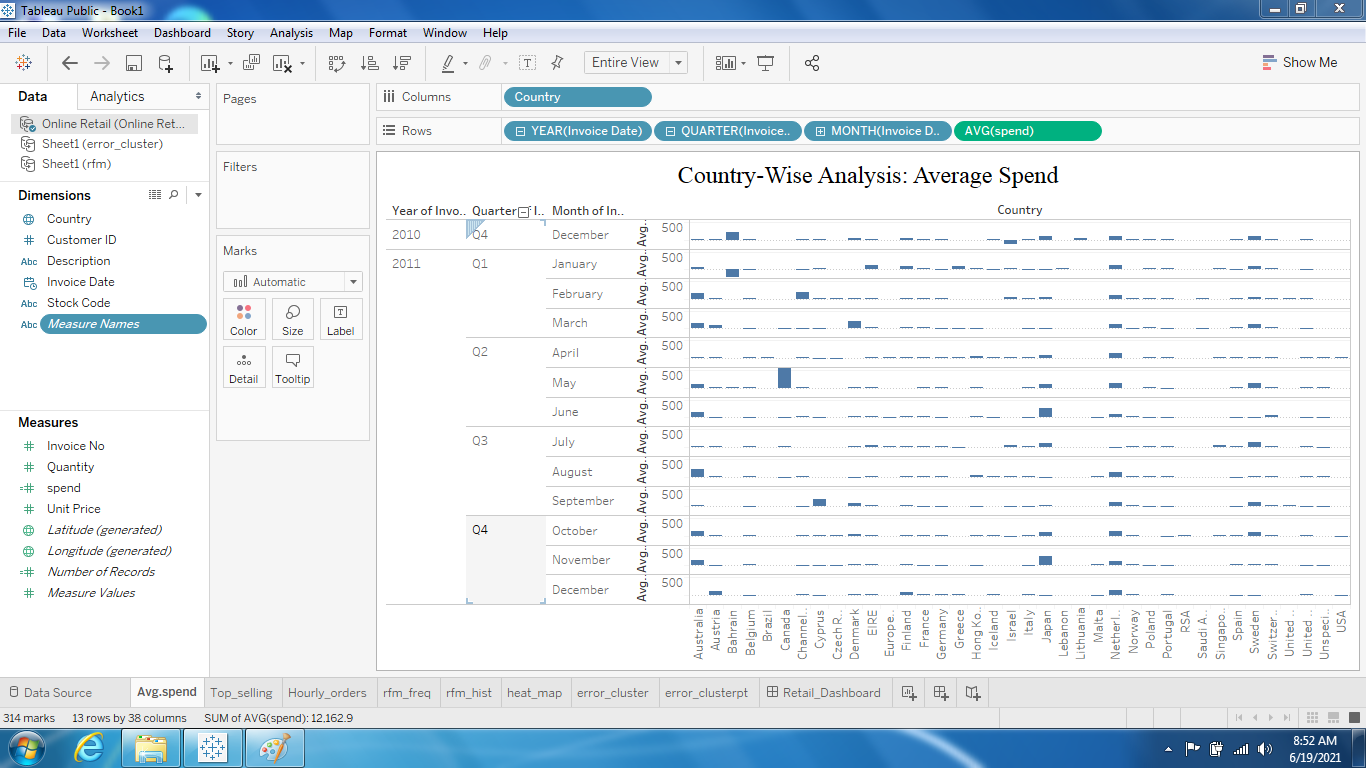 Tableau Public - Book1
File Data Worksheet Dashboard Story Analysis Map Format Window Help
Entire View
Show Me
Data Analytics
Online Retail (Online Ret...
Sheet1 (error_cluster)
Sheet1 (rfm)
Dimensions
Country
Customer ID
Abc Description
Invoice Date
Abc Stock Code
Abc Measure Names
Measures
Invoice No
Quantity
spend
Unit Price
Latitude (generated)
Longitude (generated)
Number of Records
Measure Values
Pages
Filters
Marks
Automatic
Color Size Label
Detail Tooltip
Columns Country
Rows YEAR(Invoice Date) QUARTER(Invoice.. MONTH(Invoice D.. AVG(spend)
Country-Wise Analysis: Average Spend
Year of Invo.. Quarter I.. Month of In.. Country
2010 Q4 December Avg.. 500
2011 Q1 January Avg.. 500
February Avg.. 500
March Avg.. 500
Q2 April Avg.. 500
May Avg.. 500
June Avg.. 500
Q3 July Avg.. 500
August Avg.. 500
September Avg.. 500
Q4 October Avg.. 500
November Avg.. 500
December Avg.. 500
Australia
Austria
Bahrain
Belgium
Brazil
Canada
Channel..
Cyprus
Czech R..
Denmark
EIRE
Europe..
Finland
France
Germany
Greece
Hong Ko..
Iceland
Israel
Italy
Japan
Lebanon
Lithuania
Malta
Netherl..
Norway
Poland
Portugal
RSA
Saudi A..
Singapo..
Spain
Sweden
Switzer..
United ..
United ..
Unspeci..
USA
Data Source Avg.spend Top_selling Hourly_orders rfm_freq rfm_hist heat_map error_cluster error_clusterpt Retail_Dashboard
314 marks 13 rows by 38 columns SUM of AVG(spend): 12,162.9
8:52 AM
6/19/2021